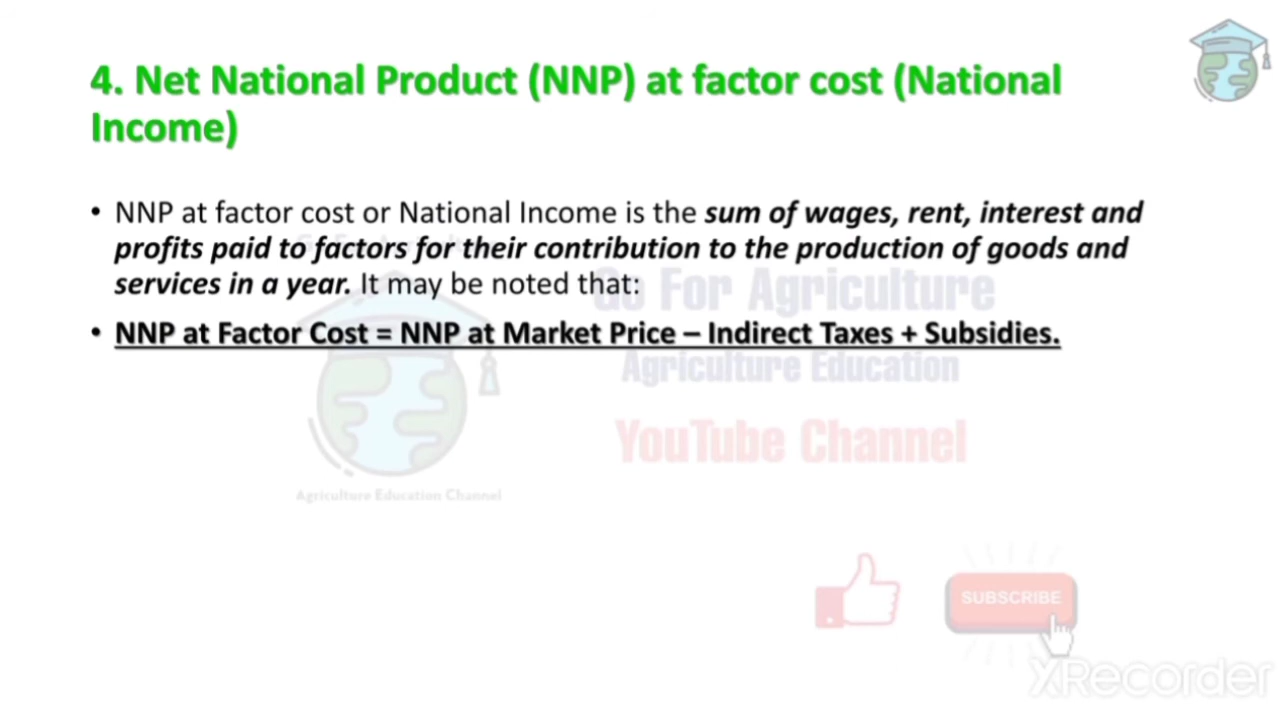 4. Net National Product (NNP) at factor cost (National
Income)
• NNP at factor cost or National Income is the sum of wages, rent, interest and
profits paid to factors for their contribution to the production of goods and
services in a year. It may be noted that:
• NNP at Factor Cost = NNP at Market Price – Indirect Taxes + Subsidies.
Go For Agriculture
Agriculture Education
YouTube Channel
Agriculture Education Channel
SUBSCRIBE
XRecorder